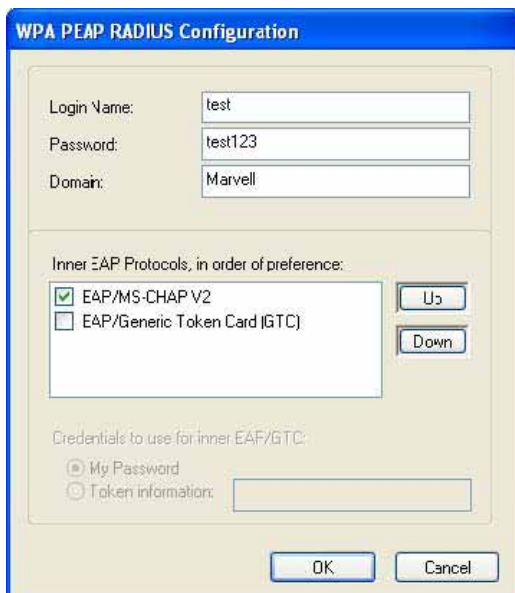 WPA PEAP RADIUS Configuration
Login Name: test
Password: test123
Domain: Marvell
Inner EAP Protocols, in order of preference:
EAP/MS-CHAP V2
Up
EAP/Generic Token Card (GTC)
Down
Credentials to use for inner EAP/GTC:
My Password
Token information:
OK
Cancel